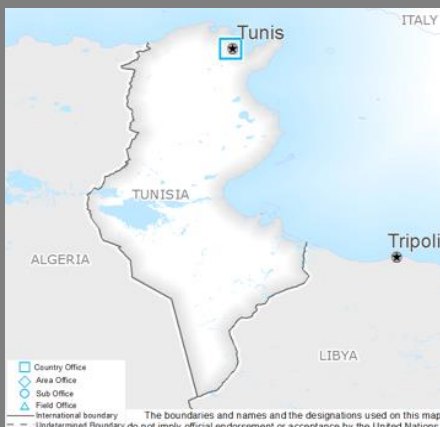 ITALY
Tunis
TUNISIA
Tripoli
ALGERIA
LIBYA
Country Office
Area Office
Sub Office
Field Office
International boundary
The boundaries and names and the designations used on this map
Undetermined Boundary do not imply official endorsement or acceptance by the United Nations